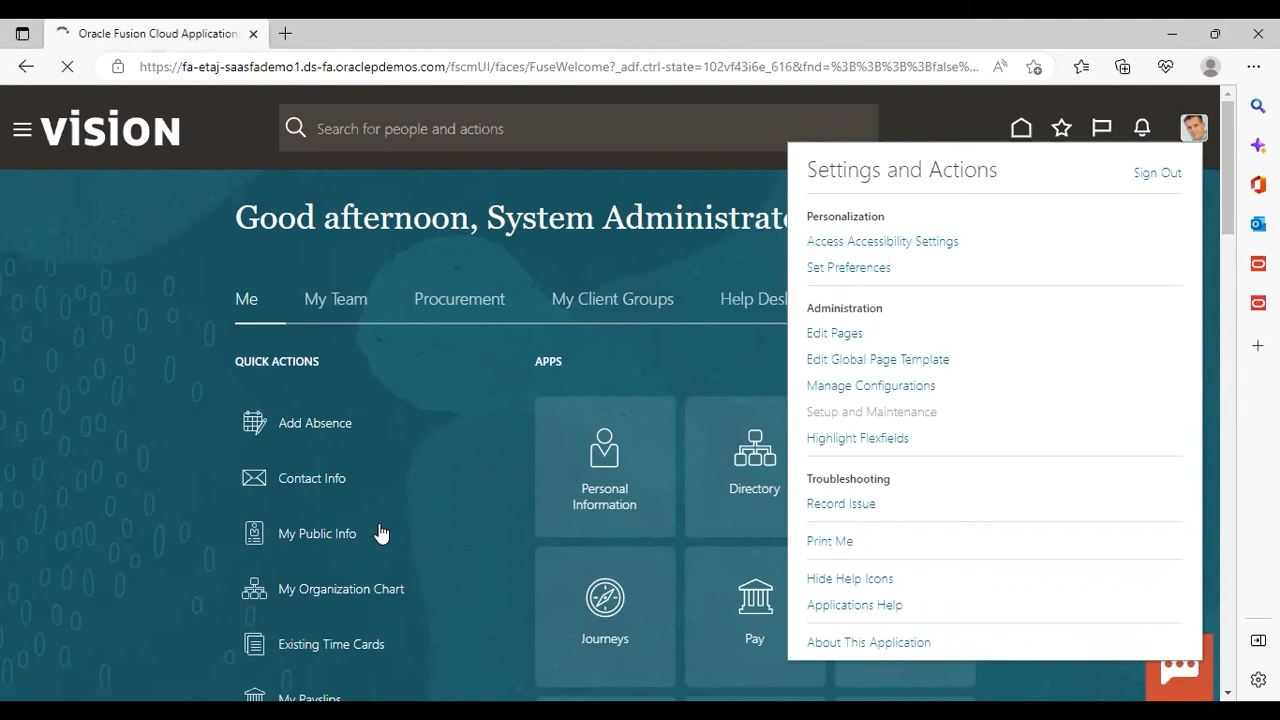 Oracle Fusion Cloud Applications
https://fa-etaj-saasfademo1.ds-fa.oraclepdemos.com/fscmUI/faces/FuseWelcome?_adf.ctrl-state=102vf43i6e_616&fnd=%3B%3B%3B%3Bfalse%...
vision
Search for people and actions
Settings and Actions
Sign Out
Good afternoon, System Administrato
Personalization
Access Accessibility Settings
Set Preferences
Me
My Team
Procurement
My Client Groups
Help Desk
Administration
Edit Pages
Edit Global Page Template
Manage Configurations
Setup and Maintenance
Highlight Flexfields
QUICK ACTIONS
APPS
Add Absence
Contact Info
My Public Info
My Organization Chart
Existing Time Cards
My Payslips
Personal
Information
Directory
Journeys
Pay
Troubleshooting
Record Issue
Print Me
Hide Help Icons
Applications Help
About This Application